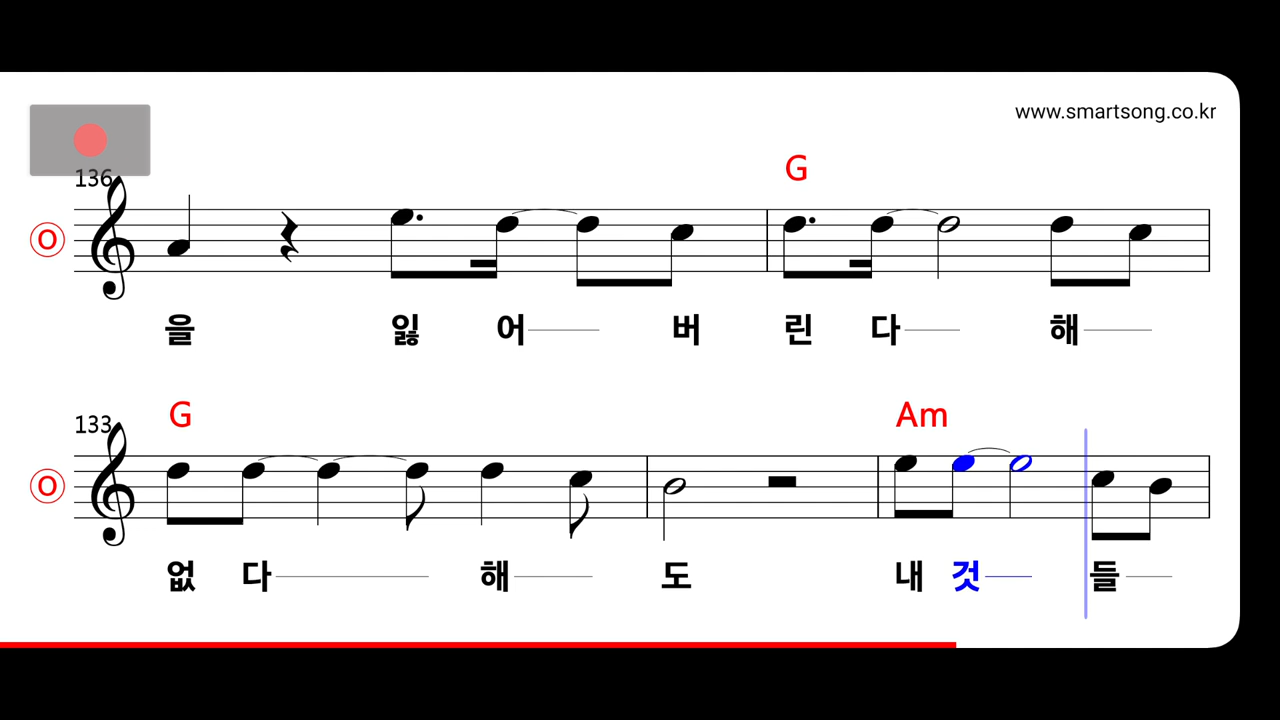 www.smartsong.co.kr
136
G
O
을 잃 어 버 린 다 해
133
G Am
O
없 다 해 도 내 것 들